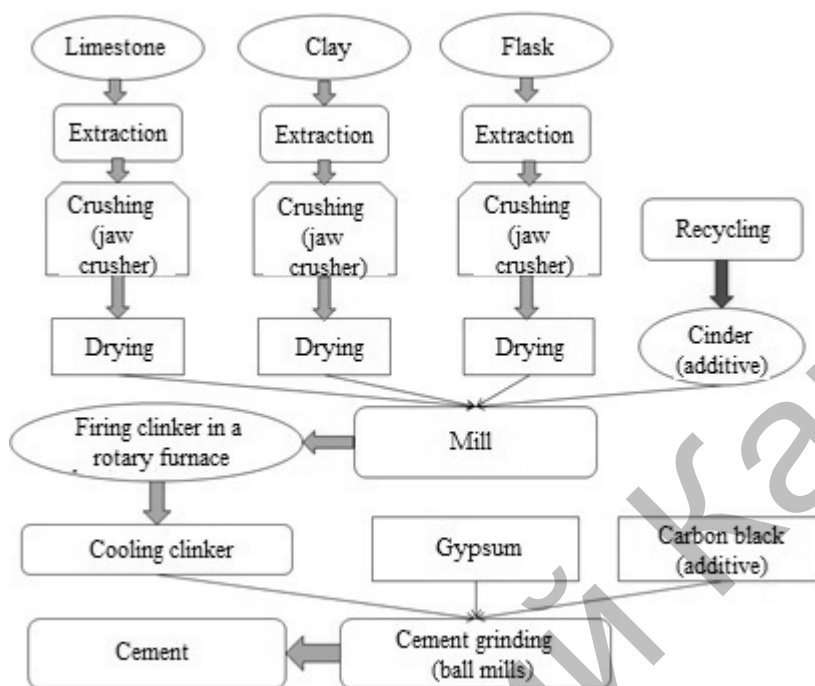 Limestone
Clay
Flask
Extraction
Extraction
Extraction
Crushing
(jaw
crusher)
Crushing
(jaw
crusher)
Crushing
(jaw
crusher)
Recycling
Drying
Drying
Drying
Cinder
(additive)
Firing clinker in a
rotary furnace
Mill
Cooling clinker
Gypsum
Carbon black
(additive)
Cement
Cement grinding
(ball mills)
ий Ка